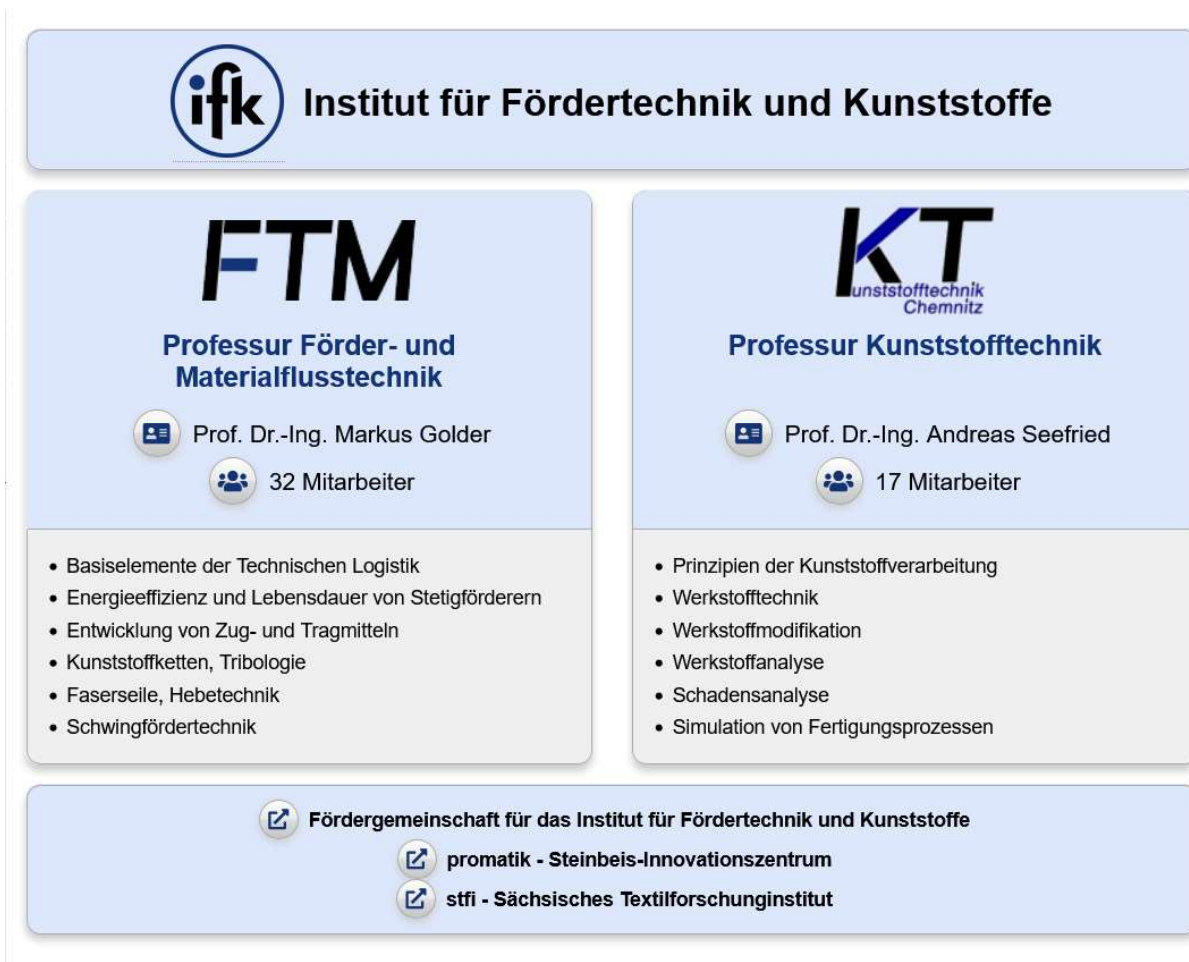 ifk Institut für Fördertechnik und Kunststoffe
FTM
Professur Förder- und
Materialflusstechnik
Prof. Dr.-Ing. Markus Golder
32 Mitarbeiter
• Basiselemente der Technischen Logistik
• Energieeffizienz und Lebensdauer von Stetigförderern
• Entwicklung von Zug- und Tragmitteln
• Kunststoffketten, Tribologie
• Faserseile, Hebetechnik
• Schwingfördertechnik
KT
unststofftechnik
Chemnitz
Professur Kunststofftechnik
Prof. Dr.-Ing. Andreas Seefried
17 Mitarbeiter
• Prinzipien der Kunststoffverarbeitung
• Werkstofftechnik
• Werkstoffmodifikation
• Werkstoffanalyse
• Schadensanalyse
• Simulation von Fertigungsprozessen
Fördergemeinschaft für das Institut für Fördertechnik und Kunststoffe
promatik - Steinbeis-Innovationszentrum
stfi - Sächsisches Textilforschunginstitut